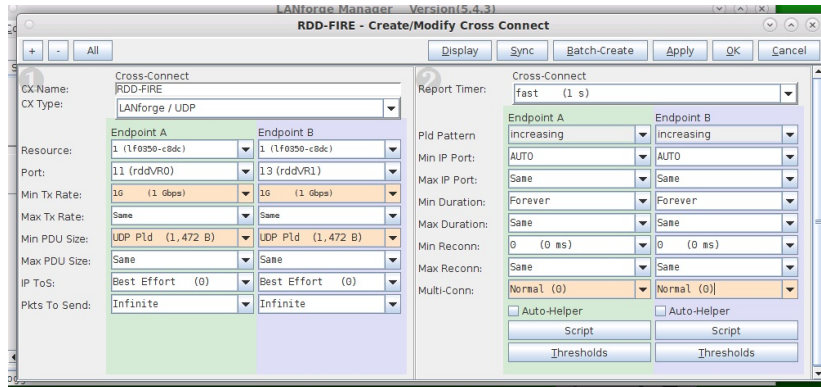 LANforge Manager Version(5.4.3)
RDD-FIRE - Create/Modify Cross Connect
+ - All Display Sync Batch-Create Apply OK Cancel
1
Cross-Connect
CX Name: RDD-FIRE
CX Type: LANforge / UDP
Endpoint A Endpoint B
Resource: 1 (lf0350-c8dc) 1 (lf0350-c8dc)
Port: 11 (rddVR0) 13 (rddVR1)
Min Tx Rate: 1G (1 Gbps) 1G (1 Gbps)
Max Tx Rate: Same Same
Min PDU Size: UDP Pld (1,472 B) UDP Pld (1,472 B)
Max PDU Size: Same Same
IP ToS: Best Effort (0) Best Effort (0)
Pkts To Send: Infinite Infinite
2
Cross-Connect
Report Timer: fast (1 s)
Endpoint A Endpoint B
Pld Pattern increasing increasing
Min IP Port: AUTO AUTO
Max IP Port: Same Same
Min Duration: Forever Forever
Max Duration: Same Same
Min Reconn: 0 (0 ms) 0 (0 ms)
Max Reconn: Same Same
Multi-Conn: Normal (0) Normal (0)
Auto-Helper Auto-Helper
Script Script
Thresholds Thresholds